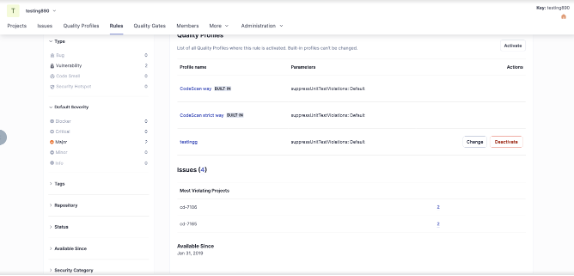 T testing890
Key: testing890
Projects Issues Quality Profiles Rules Quality Gates Members More Administration
Type
Bug 0
Vulnerability 2
Code Smell 0
Security Hotspot 0
Default Severity
Blocker 0
Critical 0
Major 2
Minor 0
Info 0
Tags
Repository
Status
Available Since
Security Category
Quality Profiles
List of all Quality Profiles where this rule is activated. Built-in profiles can't be changed.
Activate
Profile name Parameters Actions
CodeScan way BUILT-IN suppressUnitTestViolations: Default
CodeScan strict way BUILT-IN suppressUnitTestViolations: Default
testingg suppressUnitTestViolations: Default Change Deactivate
Issues (4)
Most Violating Projects
cd-7166 2
cd-7165 2
Available Since
Jan 31, 2019